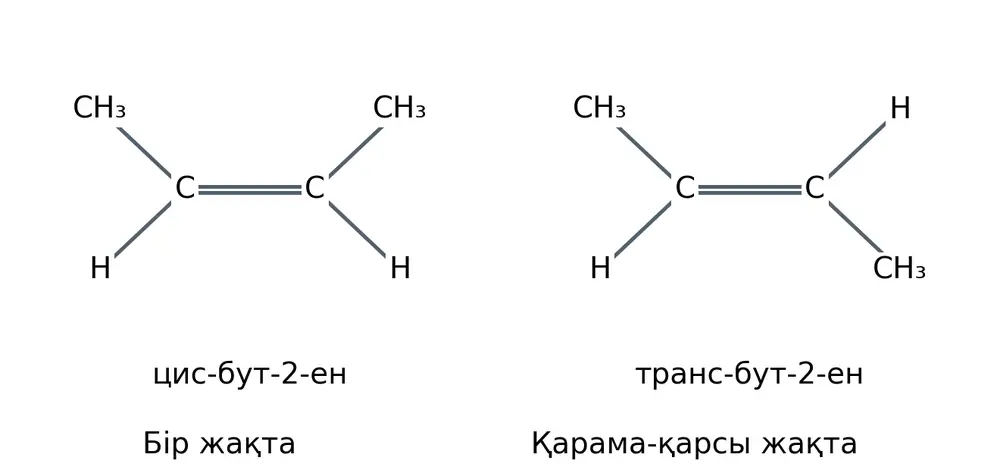 CH₃ CH₃ CH₃ H
C C C C
H H H CH₃
цис-бут-2-ен транс-бут-2-ен
Бір жақта Қарама-қарсы жақта